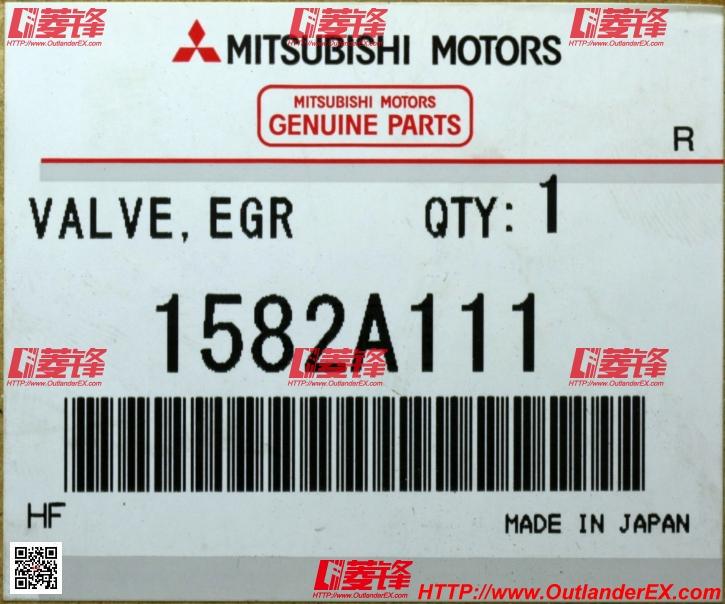 菱锋 菱锋 菱锋
HTTP://www.OutlanderEX.com HTTP://www.OutlanderEX.com HTTP://www.OutlanderEX.com
MITSUBISHI MOTORS
MITSUBISHI MOTORS
GENUINE PARTS
R
VALVE, EGR QTY: 1
1582A111
菱锋 菱锋 菱锋
HTTP://www.OutlanderEX.com HTTP://www.OutlanderEX.com HTTP://www.OutlanderEX.com
HF MADE IN JAPAN
菱锋 HTTP://www.OutlanderEX.com